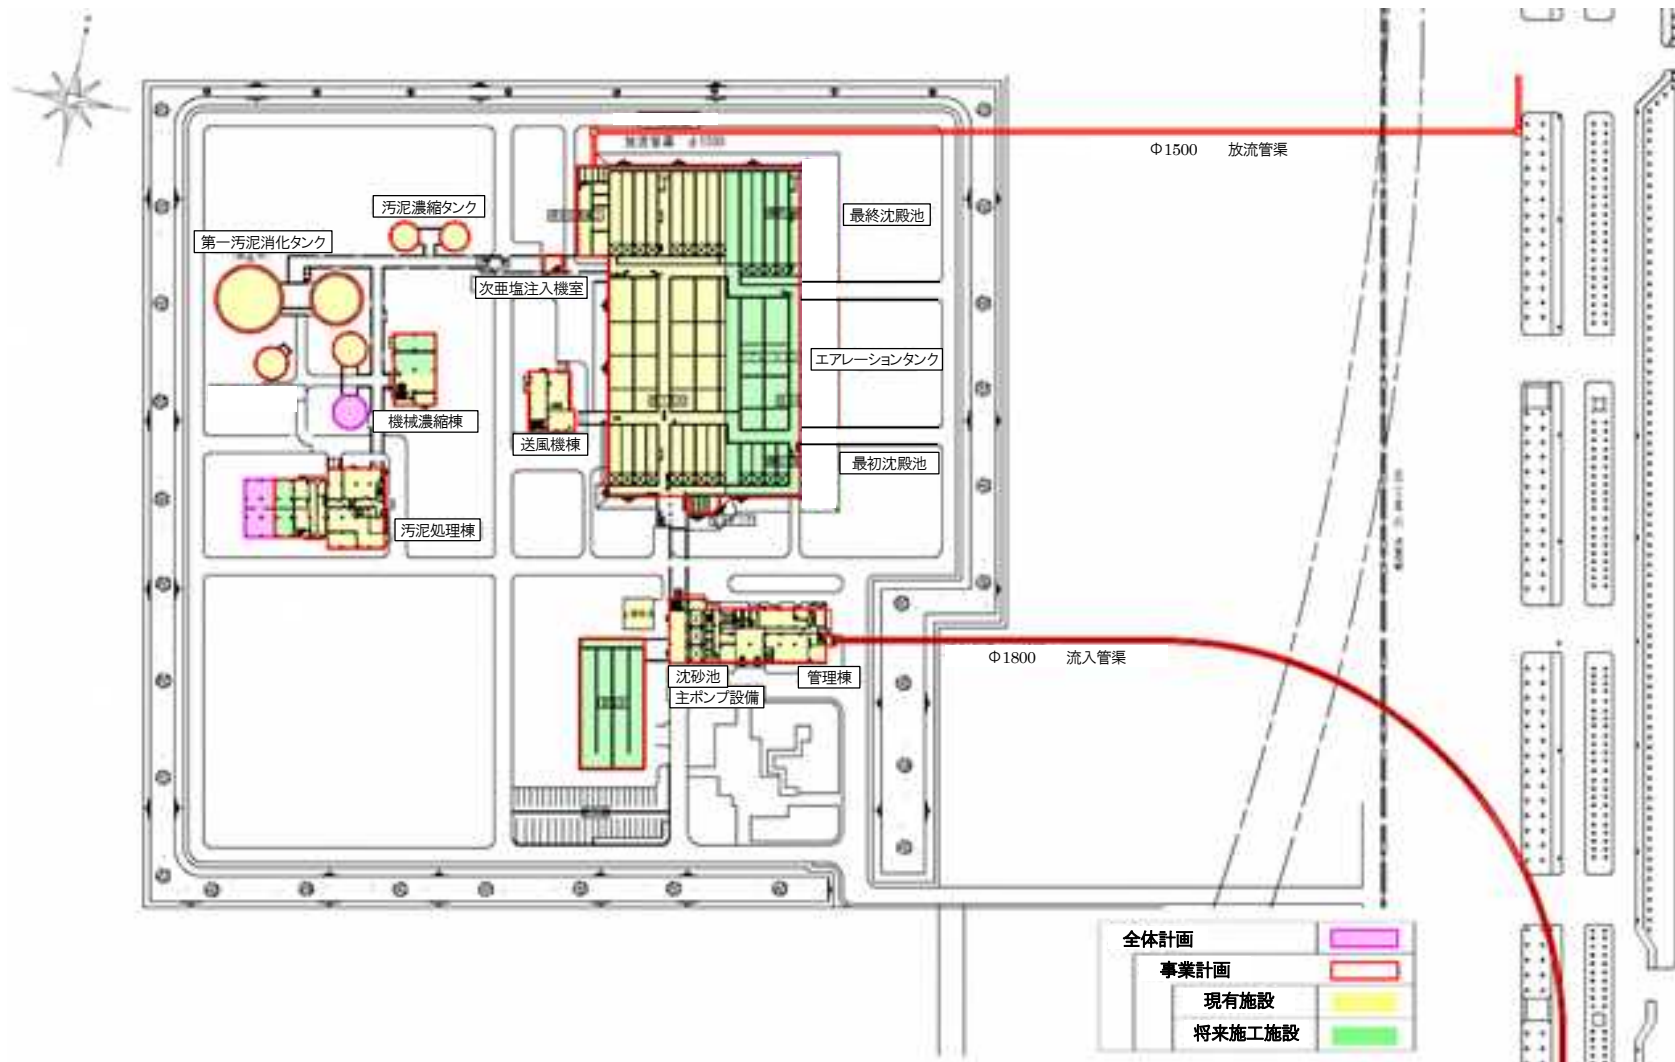 放流管渠 φ1500
Φ1500 放流管渠
汚泥濃縮タンク
最終沈殿池
第一汚泥消化タンク
次亜塩注入機室
エアレーションタンク
機械濃縮棟
送風機棟
最初沈殿池
汚泥処理棟
Φ1800 流入管渠
沈砂池
管理棟
主ポンプ設備
全体計画
事業計画
現有施設
将来施工施設